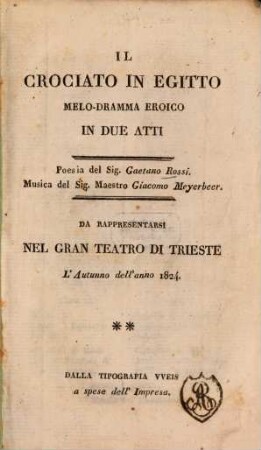 IL
CROCIATO IN EGITTO
MELO-DRAMMA EROICO
IN DUE ATTI
Poesia del Sig. Gaetano Rossi.
Musica del Sig. Maestro Giacomo Meyerbeer.
DA RAPPRESENTARSI
NEL GRAN TEATRO DI TRIESTE
L'Autunno dell'anno 1824.
DALLA TIPOGRAFIA VVEIS
a spese dell'Impresa.